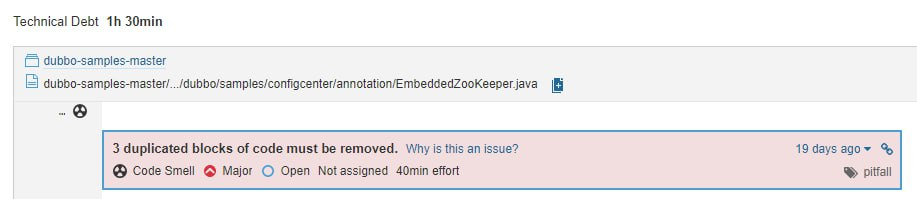 Technical Debt 1h 30min
dubbo-samples-master
dubbo-samples-master/.../dubbo/samples/configcenter/annotation/EmbeddedZooKeeper.java
...
3 duplicated blocks of code must be removed. Why is this an issue? 19 days ago
Code Smell Major Open Not assigned 40min effort pitfall